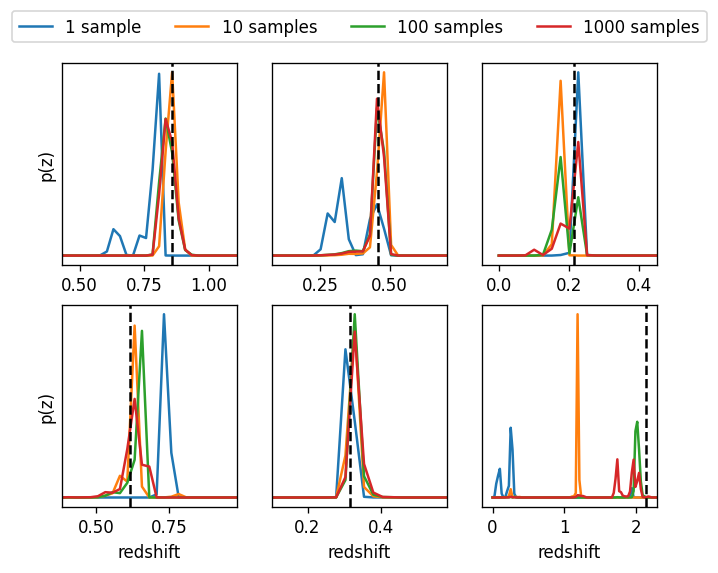 1 sample 10 samples 100 samples 1000 samples
p(z)
0.50 0.75 1.00 0.25 0.50 0.0 0.2 0.4
p(z)
0.50 0.75 0.2 0.4 0 1 2
redshift redshift redshift